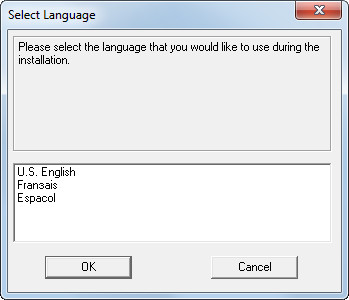 Select Language
Please select the language that you would like to use during the
installation.
U.S. English
Franзais
Espacol
OK
Cancel